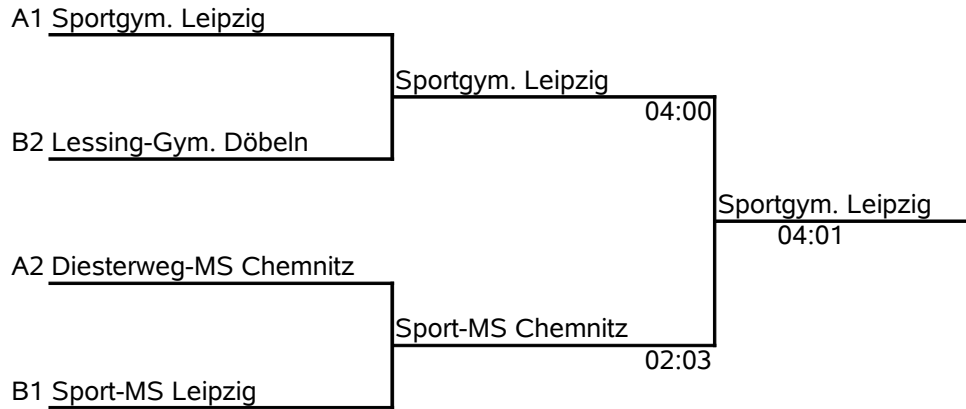 A1 Sportgym. Leipzig
Sportgym. Leipzig
04:00
B2 Lessing-Gym. Döbeln
Sportgym. Leipzig
04:01
A2 Diesterweg-MS Chemnitz
Sport-MS Chemnitz
02:03
B1 Sport-MS Leipzig